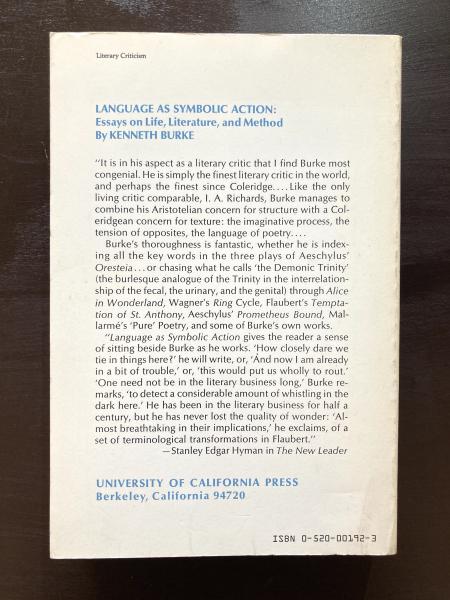 Literary Criticism
LANGUAGE AS SYMBOLIC ACTION:
Essays on Life, Literature, and Method
By KENNETH BURKE
"It is in his aspect as a literary critic that I find Burke most
congenial. He is simply the finest literary critic in the world,
and perhaps the finest since Coleridge.... Like the only
living critic comparable, I. A. Richards, Burke manages to
combine his Aristotelian concern for structure with a Col-
eridgean concern for texture: the imaginative process, the
tension of opposites, the language of poetry....
Burke's thoroughness is fantastic, whether he is index-
ing all the key words in the three plays of Aeschylus'
Oresteia... or chasing what he calls 'the Demonic Trinity'
(the burlesque analogue of the Trinity in the interrelation-
ship of the fecal, the urinary, and the genital) through Alice
in Wonderland, Wagner's Ring Cycle, Flaubert's Tempta-
tion of St. Anthony, Aeschylus' Prometheus Bound, Mal-
larmé's 'Pure' Poetry, and some of Burke's own works.
"Language as Symbolic Action gives the reader a sense
of sitting beside Burke as he works. 'How closely dare we
tie in things here?' he will write, or, 'And now I am already
in a bit of trouble,' or, 'this would put us wholly to rout.'
'One need not be in the literary business long,' Burke re-
marks, 'to detect a considerable amount of whistling in the
dark here.' He has been in the literary business for half a
century, but he has never lost the quality of wonder: 'Al-
most breathtaking in their implications,' he exclaims, of a
set of terminological transformations in Flaubert."
—Stanley Edgar Hyman in The New Leader
UNIVERSITY OF CALIFORNIA PRESS
Berkeley, California 94720
ISBN 0-520-00192-3